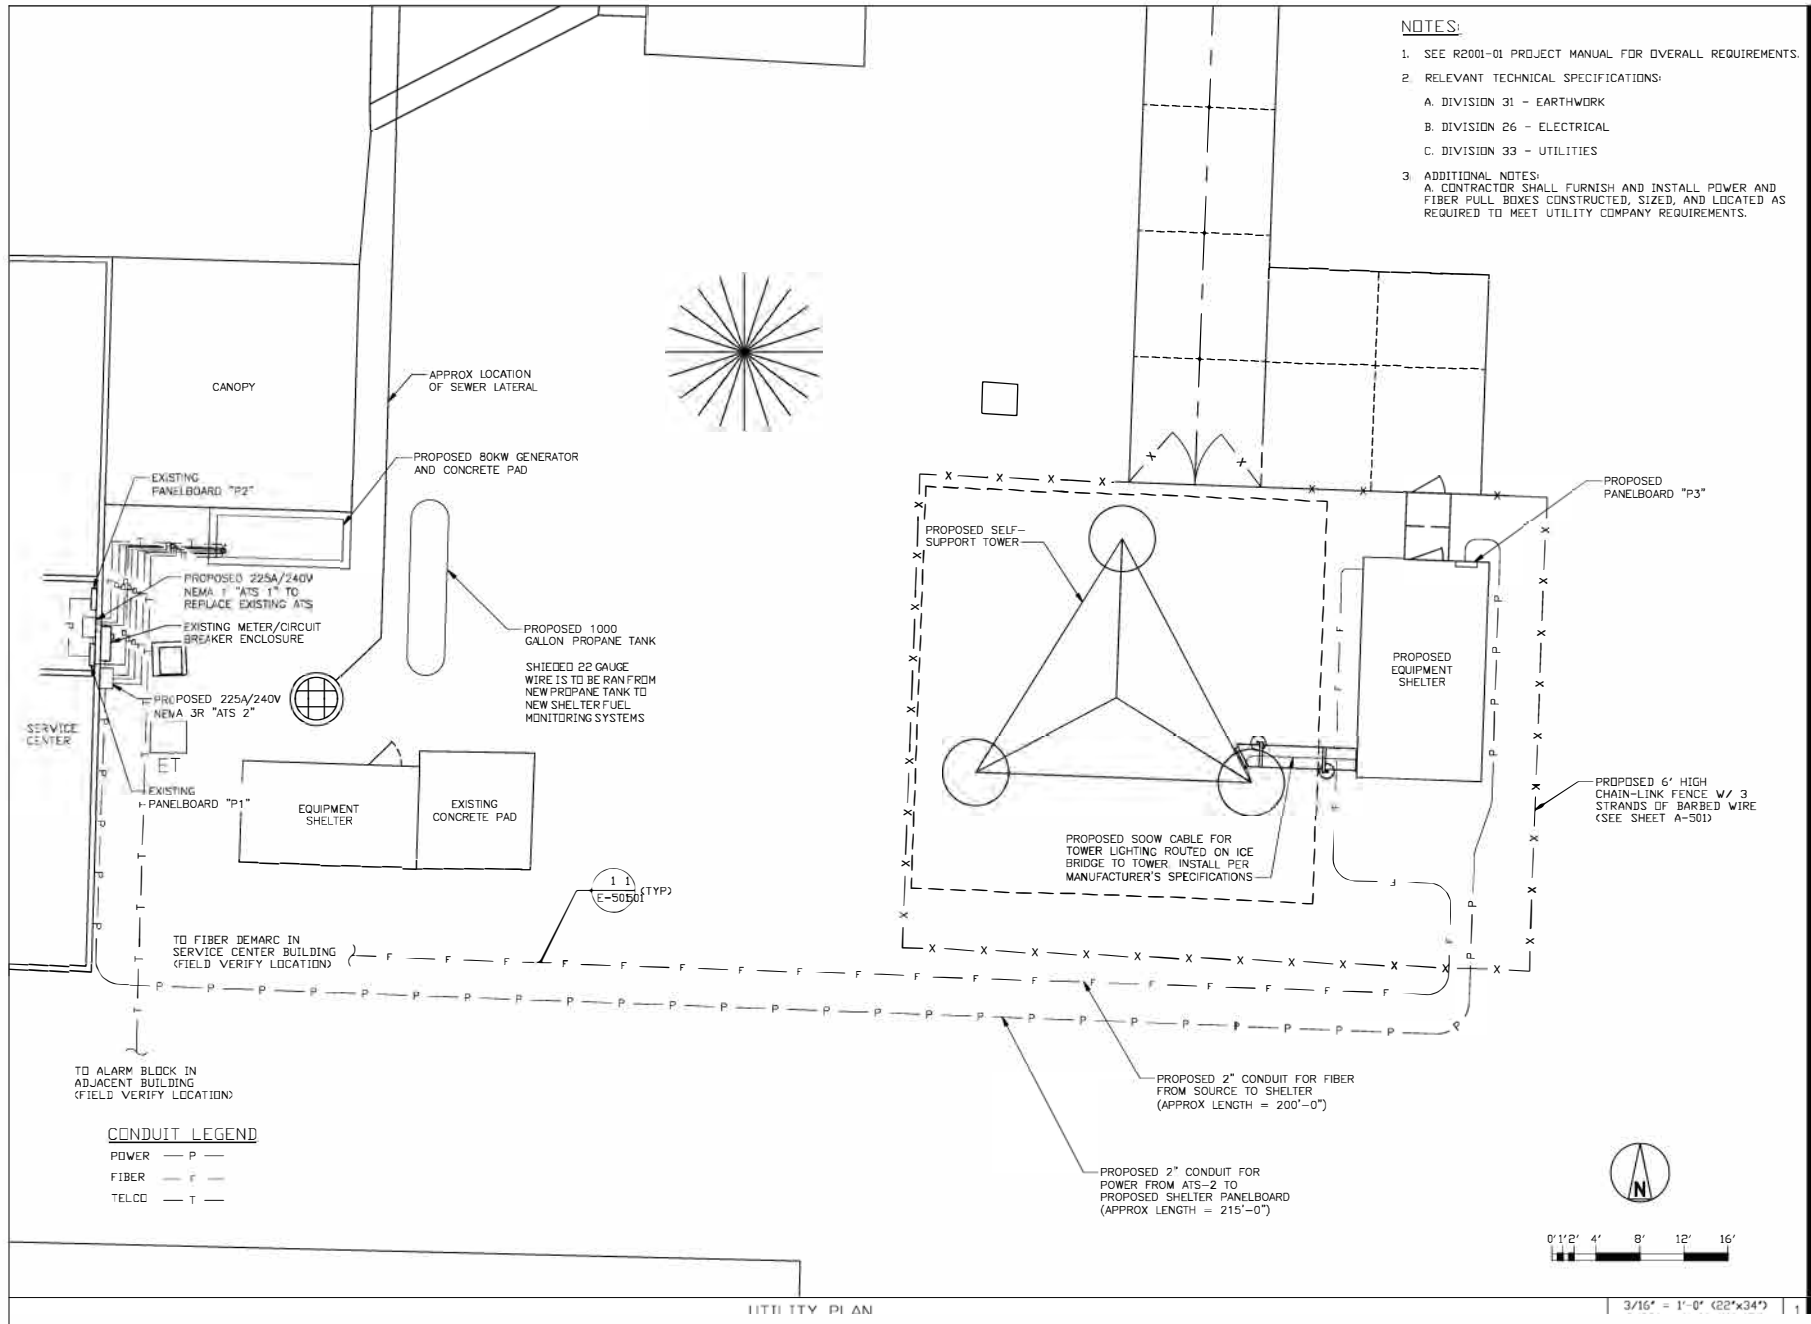 NOTES:
1. SEE R2001-01 PROJECT MANUAL FOR OVERALL REQUIREMENTS.
2. RELEVANT TECHNICAL SPECIFICATIONS:
A. DIVISION 31 - EARTHWORK
B. DIVISION 26 - ELECTRICAL
C. DIVISION 33 - UTILITIES
3. ADDITIONAL NOTES:
A. CONTRACTOR SHALL FURNISH AND INSTALL POWER AND
FIBER PULL BOXES CONSTRUCTED, SIZED, AND LOCATED AS
REQUIRED TO MEET UTILITY COMPANY REQUIREMENTS.
CANOPY
APPROX LOCATION
OF SEWER LATERAL
PROPOSED 80KW GENERATOR
AND CONCRETE PAD
EXISTING
PANELBOARD "P2"
PROPOSED 225A/240V
NEMA 1 "ATS 1" TO
REPLACE EXISTING ATS
EXISTING METER/CIRCUIT
BREAKER ENCLOSURE
PROPOSED 225A/240V
NEMA 3R "ATS 2"
SERVICE
CENTER
ET
EXISTING
PANELBOARD "P1"
PROPOSED 1000
GALLON PROPANE TANK
SHIEDED 22 GAUGE
WIRE IS TO BE RAN FROM
NEW PROPANE TANK TO
NEW SHELTER FUEL
MONITORING SYSTEMS
EQUIPMENT
SHELTER
EXISTING
CONCRETE PAD
PROPOSED SELF-
SUPPORT TOWER
PROPOSED
PANELBOARD "P3"
PROPOSED
EQUIPMENT
SHELTER
PROPOSED 6' HIGH
CHAIN-LINK FENCE W/ 3
STRANDS OF BARBED WIRE
(SEE SHEET A-501)
PROPOSED SOOW CABLE FOR
TOWER LIGHTING ROUTED ON ICE
BRIDGE TO TOWER. INSTALL PER
MANUFACTURER'S SPECIFICATIONS
1 1
(TYP)
TO FIBER DEMARC IN
SERVICE CENTER BUILDING
(FIELD VERIFY LOCATION)
TO ALARM BLOCK IN
ADJACENT BUILDING
(FIELD VERIFY LOCATION)
PROPOSED 2" CONDUIT FOR FIBER
FROM SOURCE TO SHELTER
(APPROX LENGTH = 200'-0")
PROPOSED 2" CONDUIT FOR
POWER FROM ATS-2 TO
PROPOSED SHELTER PANELBOARD
(APPROX LENGTH = 215'-0")
CONDUIT LEGEND
POWER — P —
FIBER — F —
TELCO — T —
N
0' 1' 2' 4' 8' 12' 16'
UTILITY PLAN
3/16" = 1'-0" (22"x34")
1